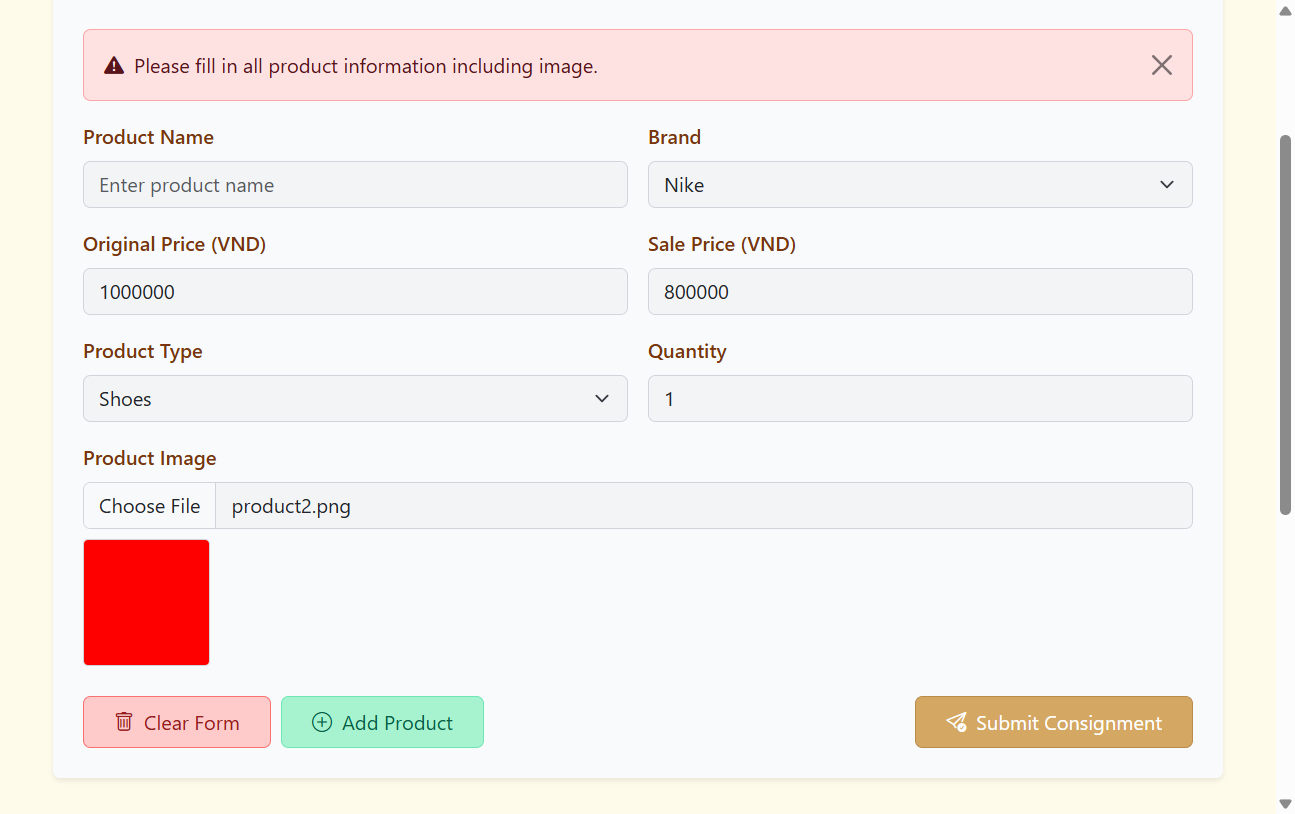 Please fill in all product information including image.
Product Name
Brand
Enter product name
Nike
Original Price (VND)
Sale Price (VND)
1000000
800000
Product Type
Quantity
Shoes
1
Product Image
Choose File
product2.png
Clear Form
Add Product
Submit Consignment